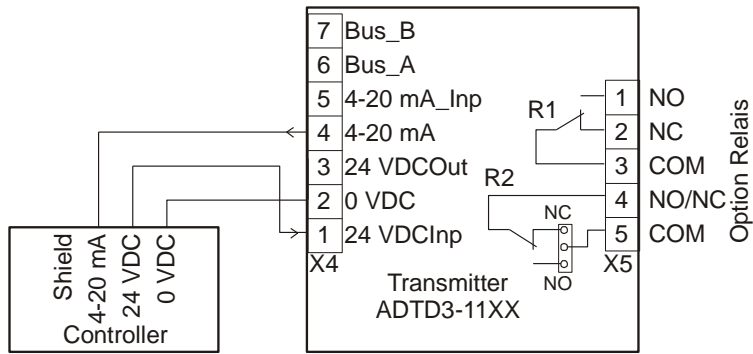 7 Bus_B
6 Bus_A
5 4-20 mA_Inp
4 4-20 mA
3 24 VDCOut
2 0 VDC
1 24 VDCInp
X4
R1
R2
NC
NO
1 NO
2 NC
3 COM
4 NO/NC
5 COM
X5
Option Relais
Transmitter
ADTD3-11XX
Shield
4-20 mA
24 VDC
0 VDC
Controller